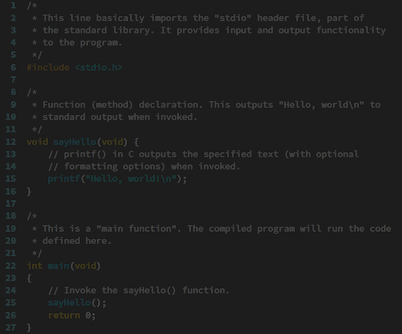 1 /*
2  * This line basically imports the "stdio" header file, part of
3  * the standard library. It provides input and output functionality
4  * to the program.
5  */
6 #include <stdio.h>
7
8 /*
9  * Function (method) declaration. This outputs "Hello, world\n" to
10  * standard output when invoked.
11  */
12 void sayHello(void) {
13     // printf() in C outputs the specified text (with optional
14     // formatting options) when invoked.
15     printf("Hello, world!\n");
16 }
17
18 /*
19  * This is a "main function". The compiled program will run the code
20  * defined here.
21  */
22 int main(void)
23 {
24     // Invoke the sayHello() function.
25     sayHello();
26     return 0;
27 }